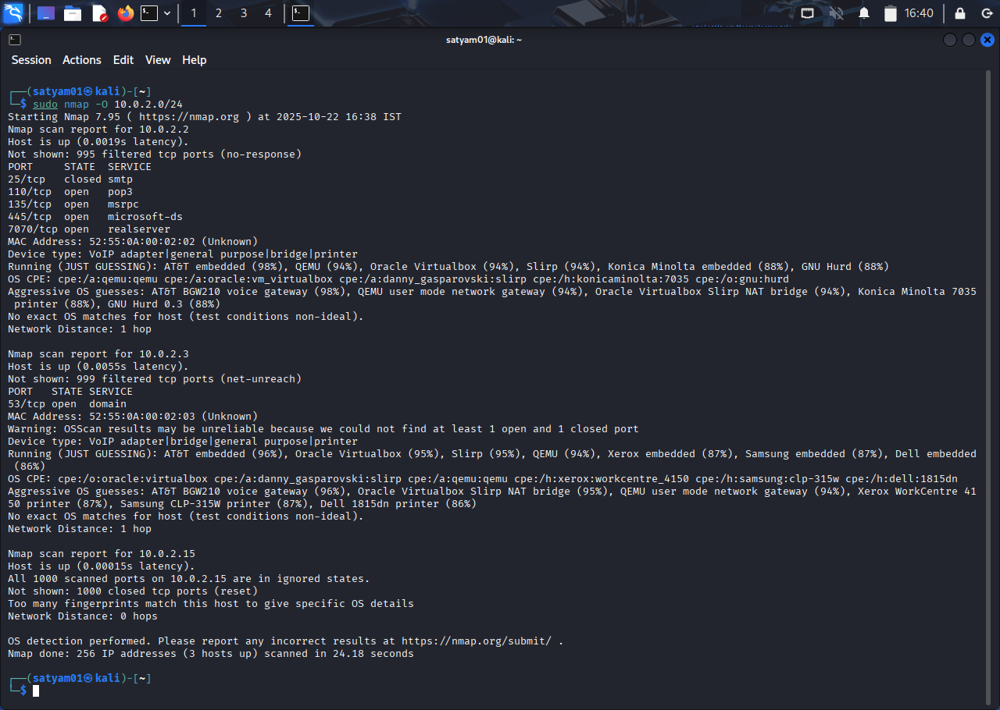 1 2 3 4 16:40
satyam01@kali: ~
Session Actions Edit View Help
┌──(satyam01㉿kali)-[~]
└─$ sudo nmap -O 10.0.2.0/24
Starting Nmap 7.95 ( https://nmap.org ) at 2025-10-22 16:38 IST
Nmap scan report for 10.0.2.2
Host is up (0.0019s latency).
Not shown: 995 filtered tcp ports (no-response)
PORT     STATE  SERVICE
25/tcp   closed smtp
110/tcp  open   pop3
135/tcp  open   msrpc
445/tcp  open   microsoft-ds
7070/tcp open   realserver
MAC Address: 52:55:0A:00:02:02 (Unknown)
Device type: VoIP adapter|general purpose|bridge|printer
Running (JUST GUESSING): AT&T embedded (98%), QEMU (94%), Oracle Virtualbox (94%), Slirp (94%), Konica Minolta embedded (88%), GNU Hurd (88%)
OS CPE: cpe:/a:qemu:qemu cpe:/a:oracle:vm_virtualbox cpe:/a:danny_gasparovski:slirp cpe:/h:konicaminolta:7035 cpe:/o:gnu:hurd
Aggressive OS guesses: AT&T BGW210 voice gateway (98%), QEMU user mode network gateway (94%), Oracle Virtualbox Slirp NAT bridge (94%), Konica Minolta 7035
 printer (88%), GNU Hurd 0.3 (88%)
No exact OS matches for host (test conditions non-ideal).
Network Distance: 1 hop
Nmap scan report for 10.0.2.3
Host is up (0.0055s latency).
Not shown: 999 filtered tcp ports (net-unreach)
PORT   STATE SERVICE
53/tcp open  domain
MAC Address: 52:55:0A:00:02:03 (Unknown)
Warning: OSScan results may be unreliable because we could not find at least 1 open and 1 closed port
Device type: VoIP adapter|bridge|general purpose|printer
Running (JUST GUESSING): AT&T embedded (96%), Oracle Virtualbox (95%), Slirp (95%), QEMU (94%), Xerox embedded (87%), Samsung embedded (87%), Dell embedded
 (86%)
OS CPE: cpe:/o:oracle:virtualbox cpe:/a:danny_gasparovski:slirp cpe:/a:qemu:qemu cpe:/h:xerox:workcentre_4150 cpe:/h:samsung:clp-315w cpe:/h:dell:1815dn
Aggressive OS guesses: AT&T BGW210 voice gateway (96%), Oracle Virtualbox Slirp NAT bridge (95%), QEMU user mode network gateway (94%), Xerox WorkCentre 41
50 printer (87%), Samsung CLP-315W printer (87%), Dell 1815dn printer (86%)
No exact OS matches for host (test conditions non-ideal).
Network Distance: 1 hop
Nmap scan report for 10.0.2.15
Host is up (0.00015s latency).
All 1000 scanned ports on 10.0.2.15 are in ignored states.
Not shown: 1000 closed tcp ports (reset)
Too many fingerprints match this host to give specific OS details
Network Distance: 0 hops
OS detection performed. Please report any incorrect results at https://nmap.org/submit/ .
Nmap done: 256 IP addresses (3 hosts up) scanned in 24.18 seconds
┌──(satyam01㉿kali)-[~]
└─$